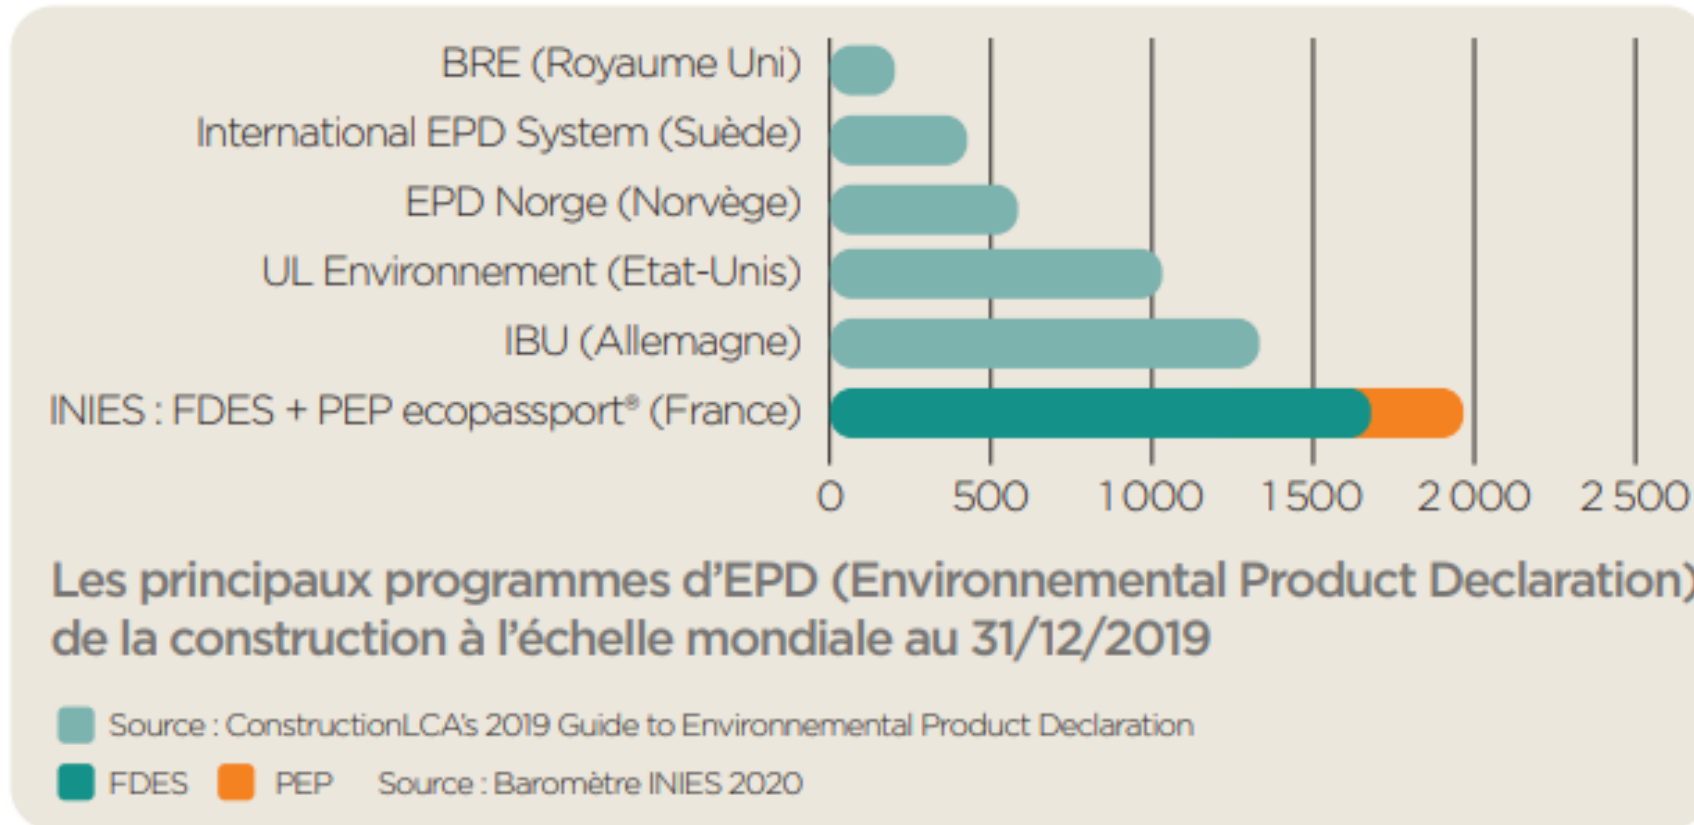 BRE (Royaume Uni)
International EPD System (Suède)
EPD Norge (Norvège)
UL Environnement (Etat-Unis)
IBU (Allemagne)
INIES : FDES + PEP ecopassport® (France)
0 500 1 000 1 500 2 000 2 500
Les principaux programmes d’EPD (Environnemental Product Declaration)
de la construction à l’échelle mondiale au 31/12/2019
Source : ConstructionLCA’s 2019 Guide to Environnemental Product Declaration
FDES PEP Source : Baromètre INIES 2020